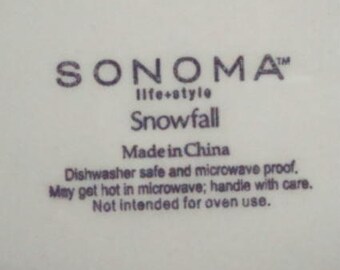 SONOMA™
life+style
Snowfall
Made in China
Dishwasher safe and microwave proof.
May get hot in microwave; handle with care.
Not intended for oven use.